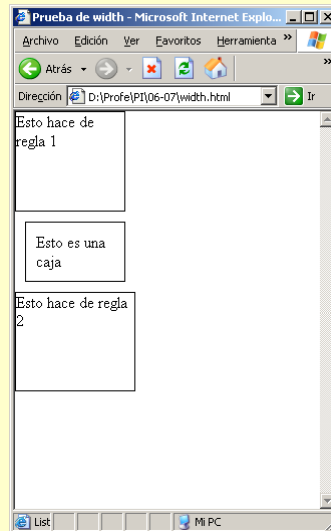 Prueba de width - Microsoft Internet Explo...
Archivo Edición Ver Favoritos Herramienta »
Atrás »
Dirección D:\Profe\PI\06-07\width.html Ir
Esto hace de
regla 1
Esto es una
caja
Esto hace de regla
2
List Mi PC